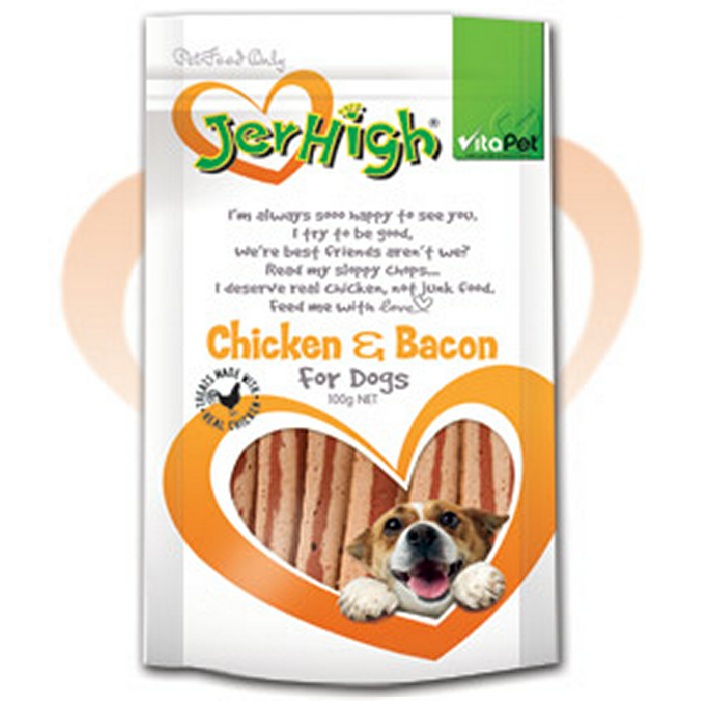 Pet Food Only
JerHigh®
VitaPet
I'm always sooo happy to see you,
I try to be good,
we're best friends aren't we?
Read my sloppy chops....
I deserve real chicken, not junk food.
Feed me with love
Chicken & Bacon
For Dogs
100g NET
TREATS MADE WITH
REAL CHICKEN